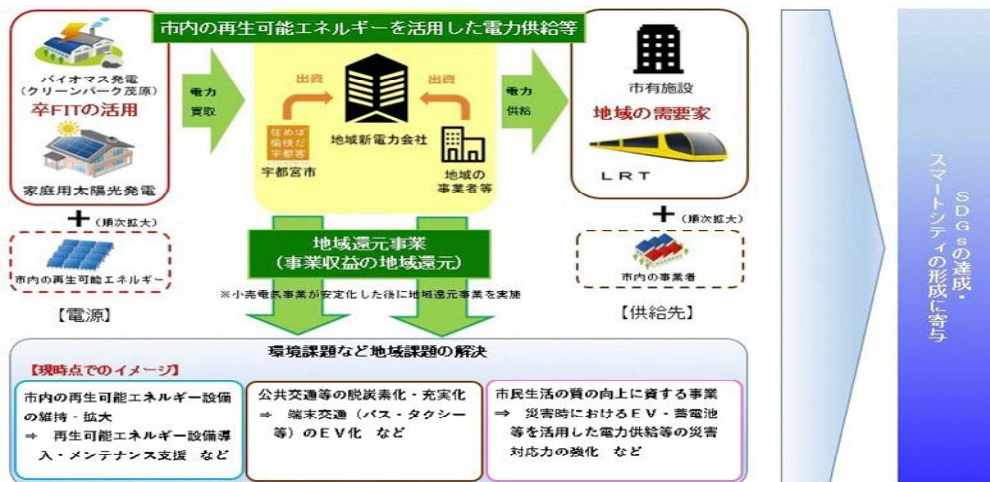 市内の再生可能エネルギーを活用した電力供給等
バイオマス発電
(クリーンパーク茂原)
卒FITの活用
家庭用太陽光発電
+(順次拡大)
市内の再生可能エネルギー
【電源】
電力
買取
出資
出資
住めば
愉快だ
宇都宮
宇都宮市
地域新電力会社
地域の
事業者等
電力
供給
市有施設
地域の需要家
LRT
+(順次拡大)
市内の事業者
【供給先】
地域還元事業
(事業収益の地域還元)
※小売電気事業が安定化した後に地域還元事業を実施
環境課題など地域課題の解決
【現時点でのイメージ】
市内の再生可能エネルギー設備
の維持・拡大
⇒ 再生可能エネルギー設備導
入・メンテナンス支援 など
公共交通等の脱炭素化・充実化
⇒ 端末交通(バス・タクシー
等)のEV化 など
市民生活の質の向上に資する事業
⇒ 災害時におけるEV・蓄電池
等を活用した電力供給等の災害
対応力の強化 など
SDGsの達成・
スマートシティの形成に寄与